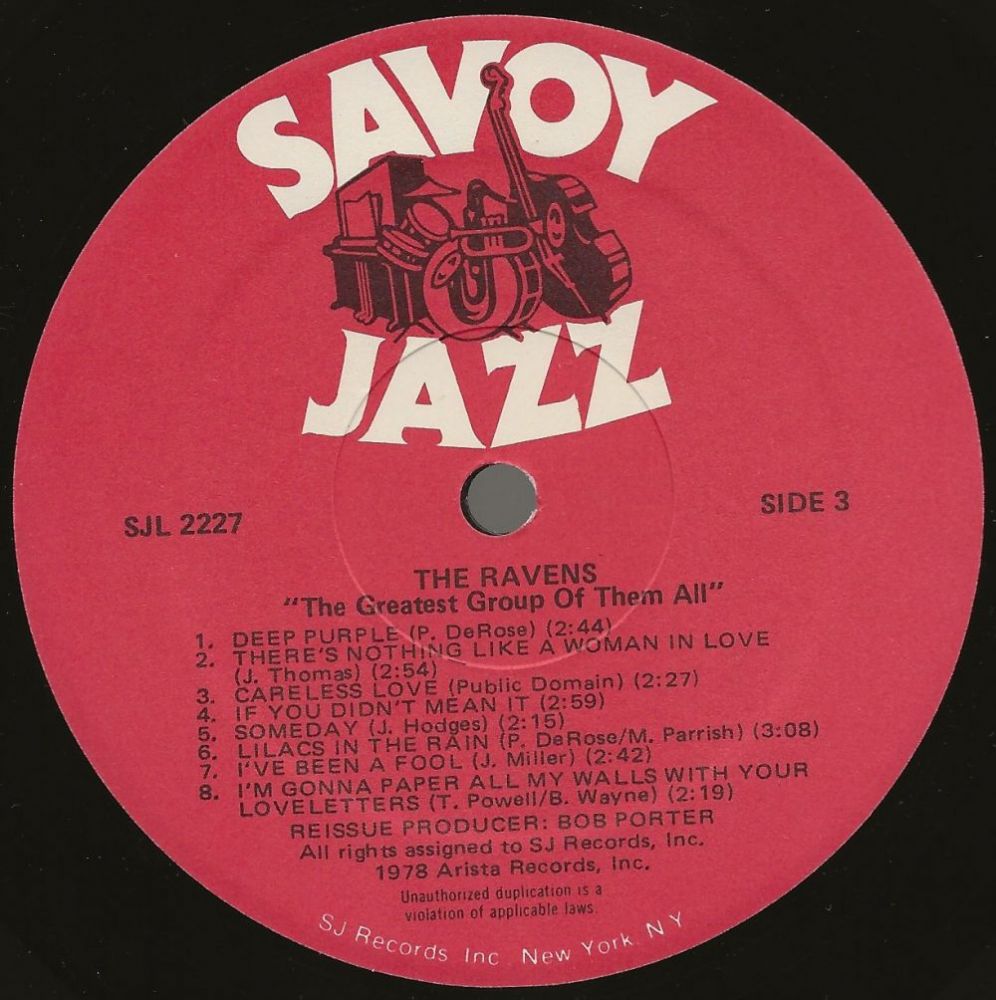 SAVOY
JAZZ
SJL 2227
SIDE 3
THE RAVENS
"The Greatest Group Of Them All"
1. DEEP PURPLE (P. DeRose) (2:44)
2. THERE'S NOTHING LIKE A WOMAN IN LOVE
(J. Thomas) (2:54)
3. CARELESS LOVE (Public Domain) (2:27)
4. IF YOU DIDN'T MEAN IT (2:59)
5. SOMEDAY (J. Hodges) (2:15)
6. LILACS IN THE RAIN (P. DeRose/M. Parrish) (3:08)
7. I'VE BEEN A FOOL (J. Miller) (2:42)
8. I'M GONNA PAPER ALL MY WALLS WITH YOUR
LOVELETTERS (T. Powell/B. Wayne) (2:19)
REISSUE PRODUCER: BOB PORTER
All rights assigned to SJ Records, Inc.
1978 Arista Records, Inc.
Unauthorized duplication is a
violation of applicable laws.
SJ Records Inc. New York, N Y